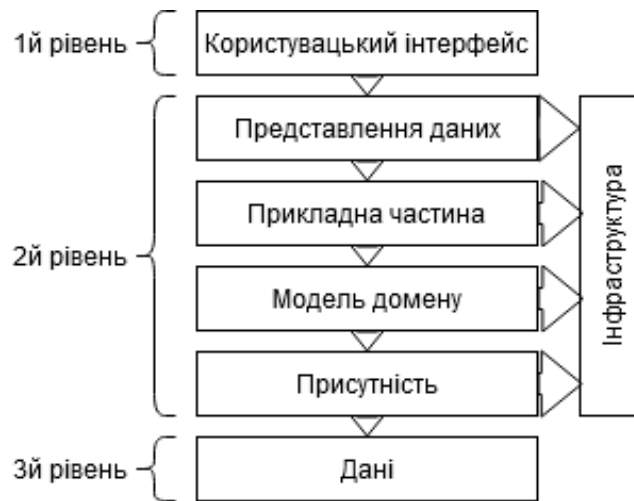 1й рівень
Користувацький інтерфейс
2й рівень
Представлення даних
Прикладна частина
Модель домену
Присутність
Інфраструктура
3й рівень
Дані